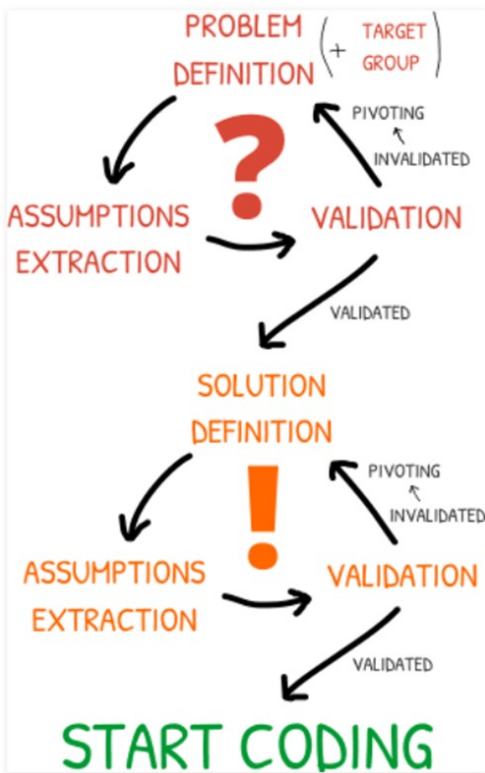 PROBLEM
DEFINITION
(+ TARGET
GROUP)
PIVOTING
INVALIDATED
?
ASSUMPTIONS
EXTRACTION
VALIDATION
VALIDATED
SOLUTION
DEFINITION
PIVOTING
INVALIDATED
!
ASSUMPTIONS
EXTRACTION
VALIDATION
VALIDATED
START CODING